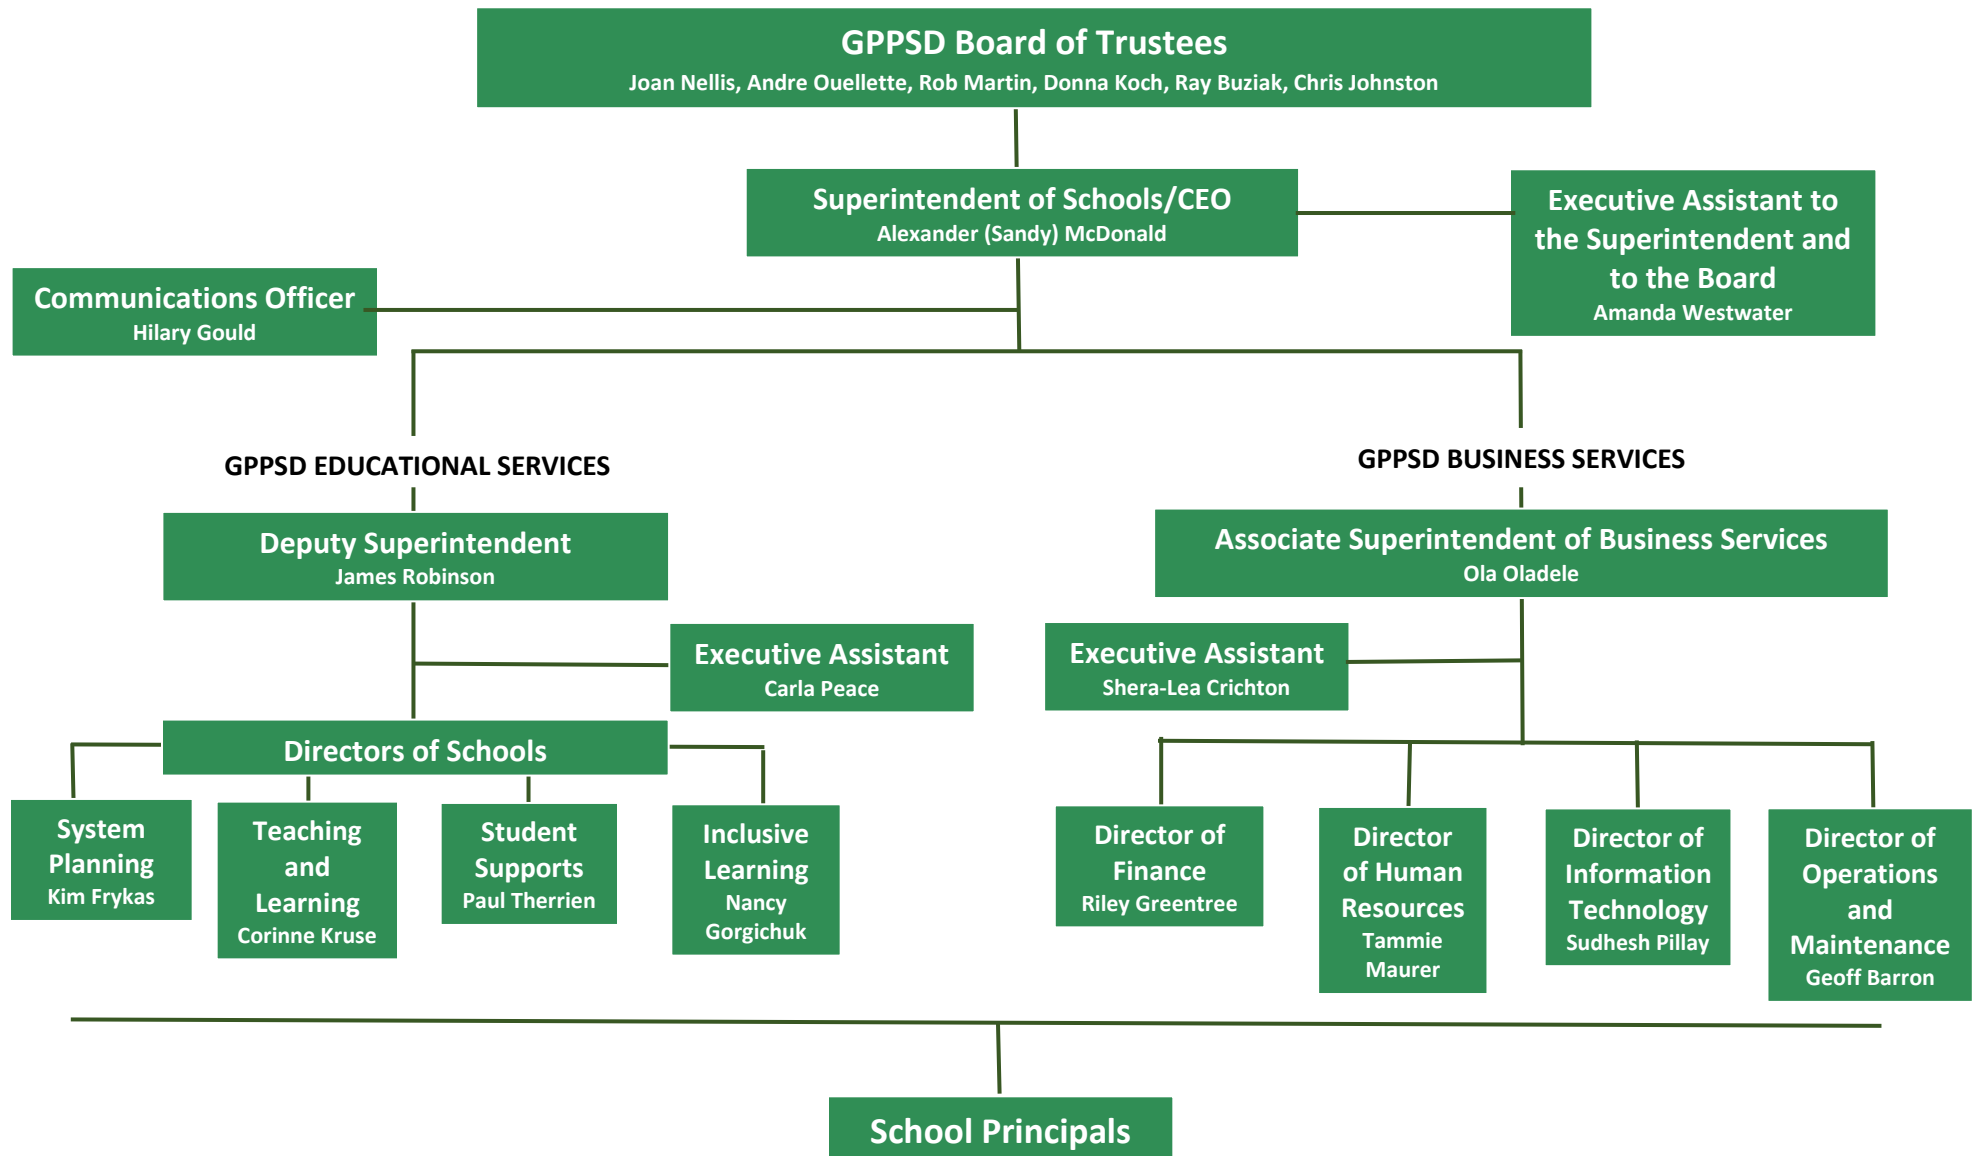 GPPSD Board of Trustees
Joan Nellis, Andre Ouellette, Rob Martin, Donna Koch, Ray Buziak, Chris Johnston
Superintendent of Schools/CEO
Alexander (Sandy) McDonald
Executive Assistant to
the Superintendent and
to the Board
Amanda Westwater
Communications Officer
Hilary Gould
GPPSD EDUCATIONAL SERVICES
GPPSD BUSINESS SERVICES
Deputy Superintendent
James Robinson
Associate Superintendent of Business Services
Ola Oladele
Executive Assistant
Carla Peace
Executive Assistant
Shera-Lea Crichton
Directors of Schools
System
Planning
Kim Frykas
Teaching
and
Learning
Corinne Kruse
Student
Supports
Paul Therrien
Inclusive
Learning
Nancy
Gorgichuk
Director of
Finance
Riley Greentree
Director
of Human
Resources
Tammie
Maurer
Director of
Information
Technology
Sudhesh Pillay
Director of
Operations
and
Maintenance
Geoff Barron
School Principals